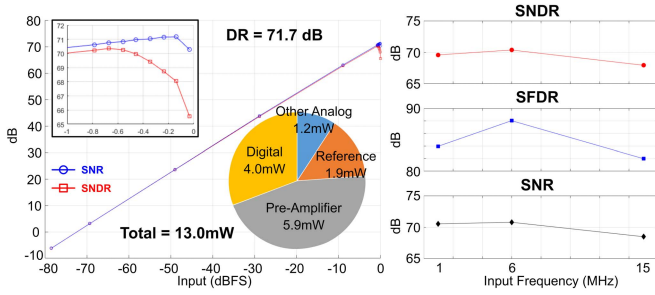 SNDR
DR = 71.7 dB
80
70
60
50
40
30
20
10
0
-10
dB
72
71
70
69
68
67
66
65
-1
-0.8
-0.6
-0.4
-0.2
0
SNR
SNDR
Other Analog
1.2mW
Reference
1.9mW
Digital
4.0mW
Pre-Amplifier
5.9mW
Total = 13.0mW
-80
-70
-60
-50
-40
-30
-20
-10
0
Input (dBFS)
75
70
65
dB
SFDR
90
80
dB
SNR
75
70
65
dB
1
6
15
Input Frequency (MHz)